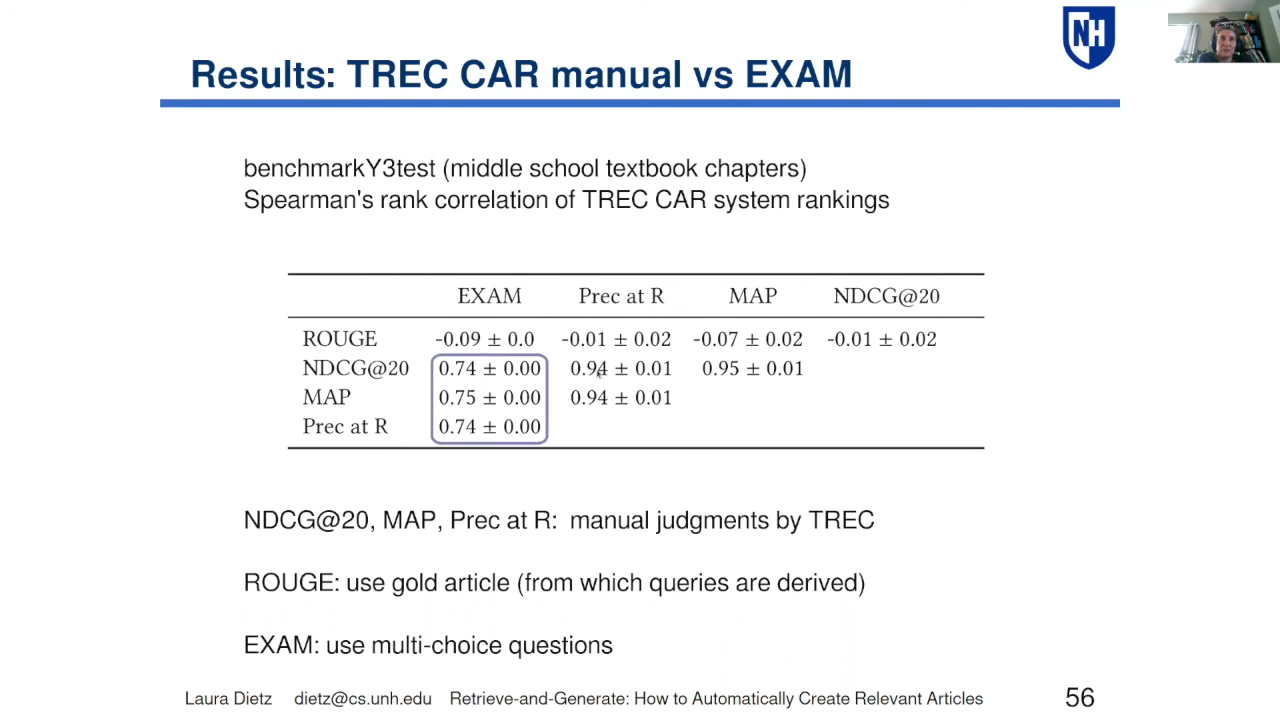 NH
Results: TREC CAR manual vs EXAM
benchmarkY3test (middle school textbook chapters)
Spearman's rank correlation of TREC CAR system rankings
EXAM Prec at R MAP NDCG@20
ROUGE -0.09 ± 0.0 -0.01 ± 0.02 -0.07 ± 0.02 -0.01 ± 0.02
NDCG@20 0.74 ± 0.00 0.94 ± 0.01 0.95 ± 0.01
MAP 0.75 ± 0.00 0.94 ± 0.01
Prec at R 0.74 ± 0.00
NDCG@20, MAP, Prec at R: manual judgments by TREC
ROUGE: use gold article (from which queries are derived)
EXAM: use multi-choice questions
Laura Dietz dietz@cs.unh.edu Retrieve-and-Generate: How to Automatically Create Relevant Articles 56